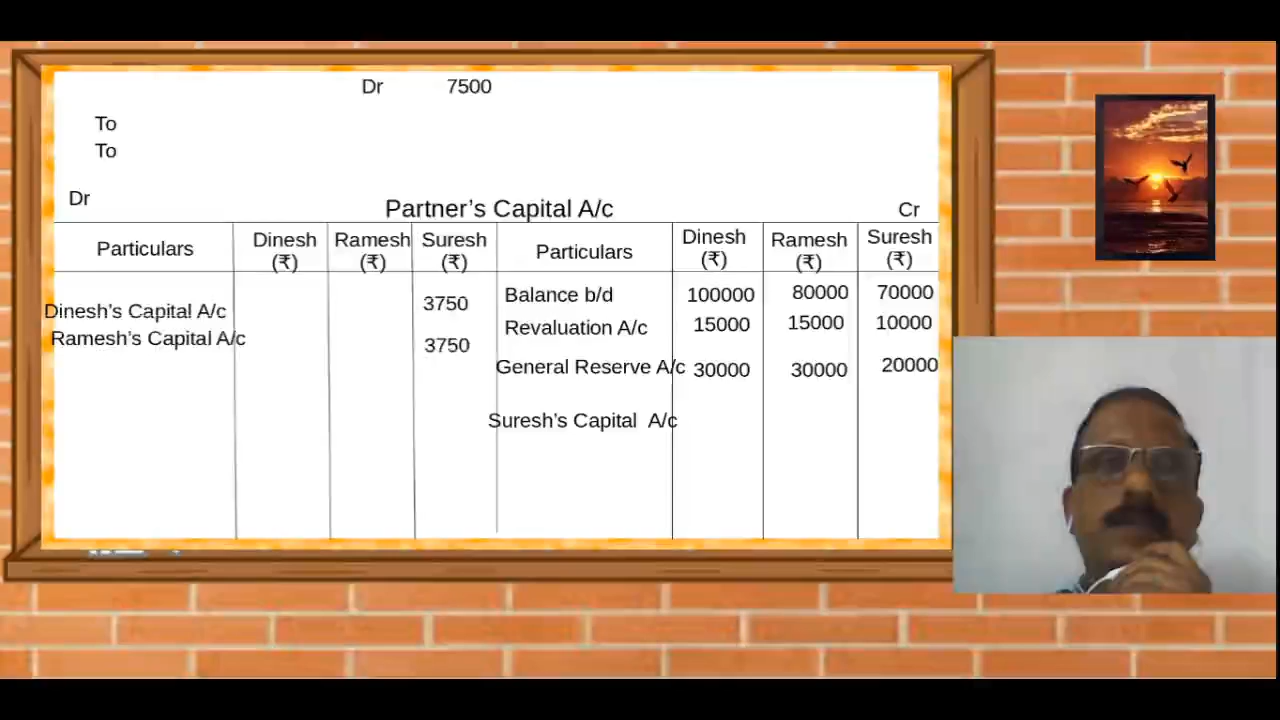 Dr 7500
To
To
Dr
Partner’s Capital A/c
Cr
Particulars Dinesh (₹) Ramesh (₹) Suresh (₹) Particulars Dinesh (₹) Ramesh (₹) Suresh (₹)
Balance b/d 100000 80000 70000
Dinesh’s Capital A/c 3750
Revaluation A/c 15000 15000 10000
Ramesh’s Capital A/c 3750
General Reserve A/c 30000 30000 20000
Suresh’s Capital A/c